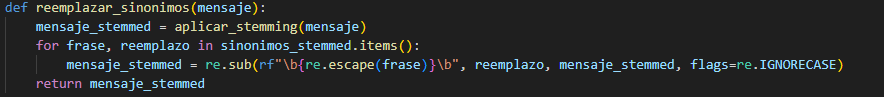 def reemplazar_sinonimos(mensaje):
    mensaje_stemmed = aplicar_stemming(mensaje)
    for frase, reemplazo in sinonimos_stemmed.items():
        mensaje_stemmed = re.sub(rf"\b{re.escape(frase)}\b", reemplazo, mensaje_stemmed, flags=re.IGNORECASE)
    return mensaje_stemmed